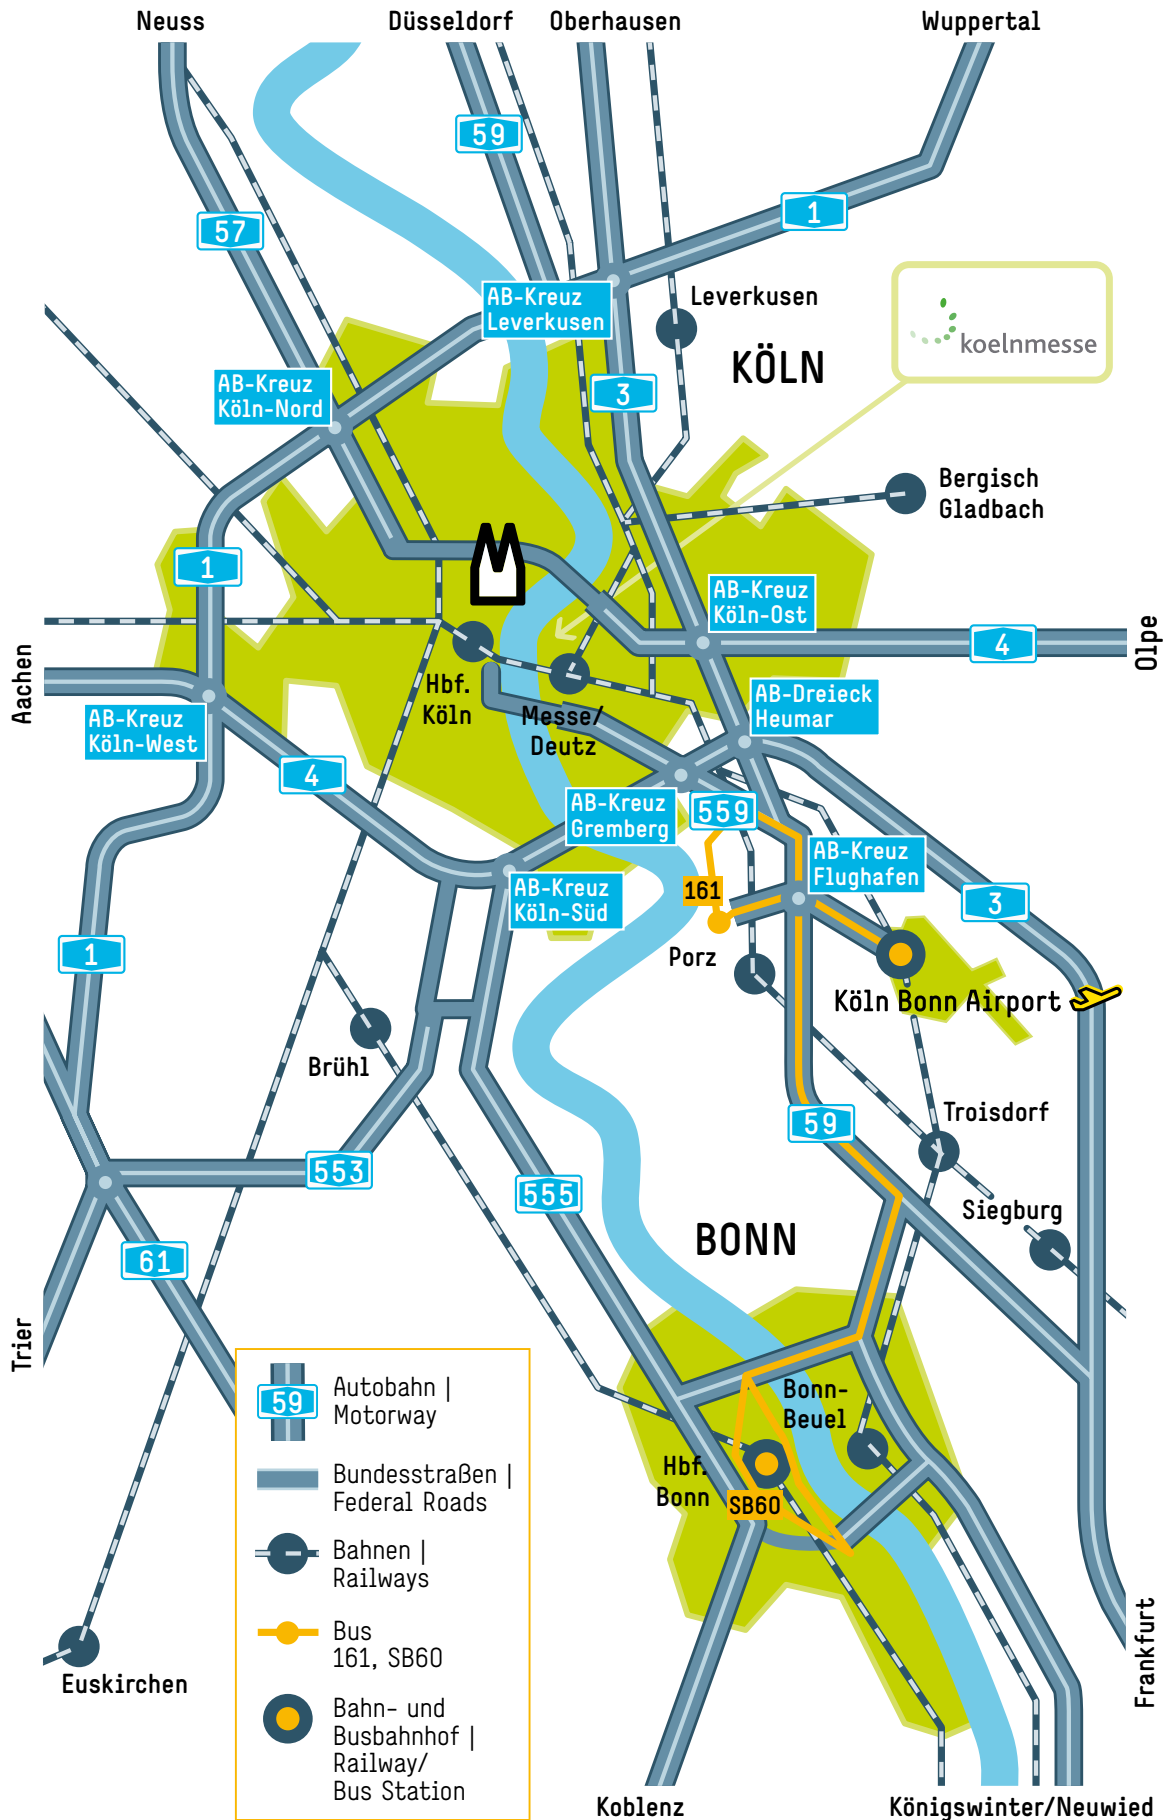 Neuss
Düsseldorf
Oberhausen
Wuppertal
59
1
57
AB-Kreuz
Leverkusen
Leverkusen
koelnmesse
KÖLN
AB-Kreuz
Köln-Nord
3
Bergisch
Gladbach
1
AB-Kreuz
Köln-Ost
4
Olpe
Aachen
Hbf.
Köln
Messe/
Deutz
AB-Dreieck
Heumar
AB-Kreuz
Köln-West
4
AB-Kreuz
Gremberg
559
AB-Kreuz
Flughafen
AB-Kreuz
Köln-Süd
161
3
1
Porz
Köln Bonn Airport
Brühl
Troisdorf
59
553
555
Siegburg
BONN
61
Trier
Bonn-
Beuel
Hbf.
Bonn
SB60
59
Autobahn |
Motorway
Bundesstraßen |
Federal Roads
Bahnen |
Railways
Bus
161, SB60
Bahn- und
Busbahnhof |
Railway/
Bus Station
Euskirchen
Frankfurt
Koblenz
Königswinter/Neuwied